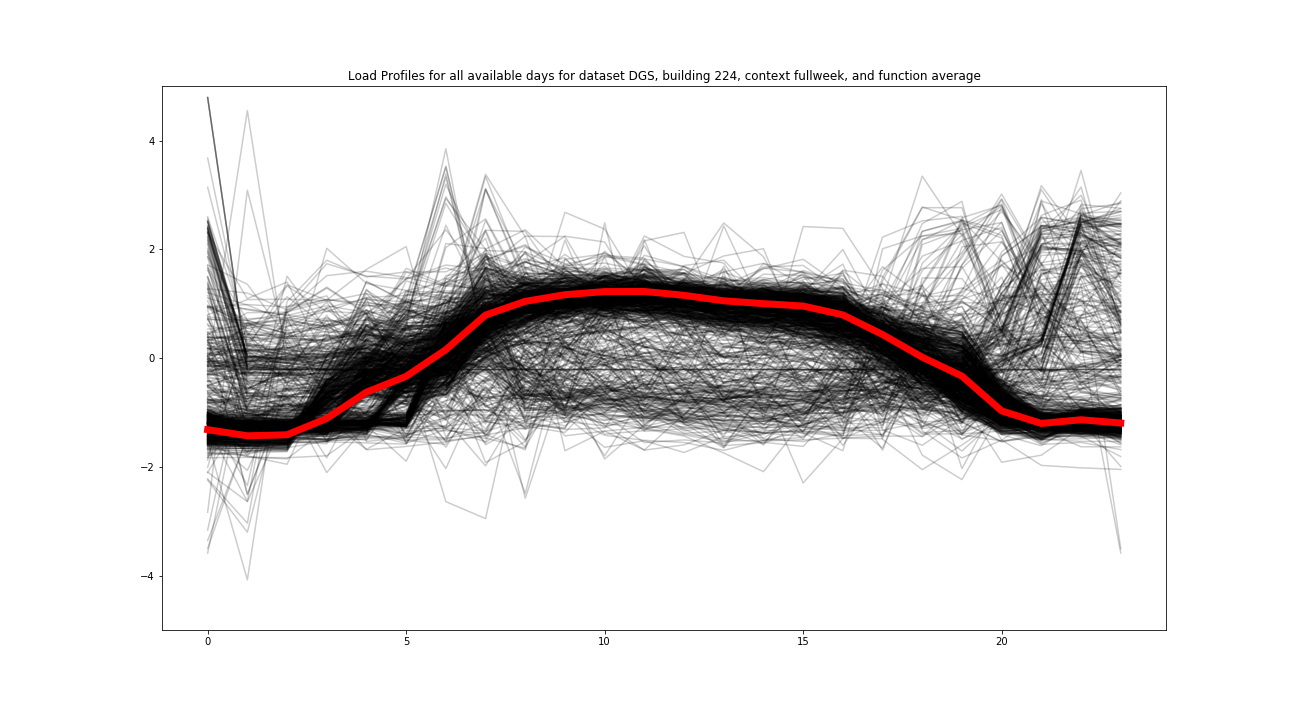 Load Profiles for all available days for dataset DGS, building 224, context fullweek, and function average
4
2
0
−2
−4
0 5 10 15 20